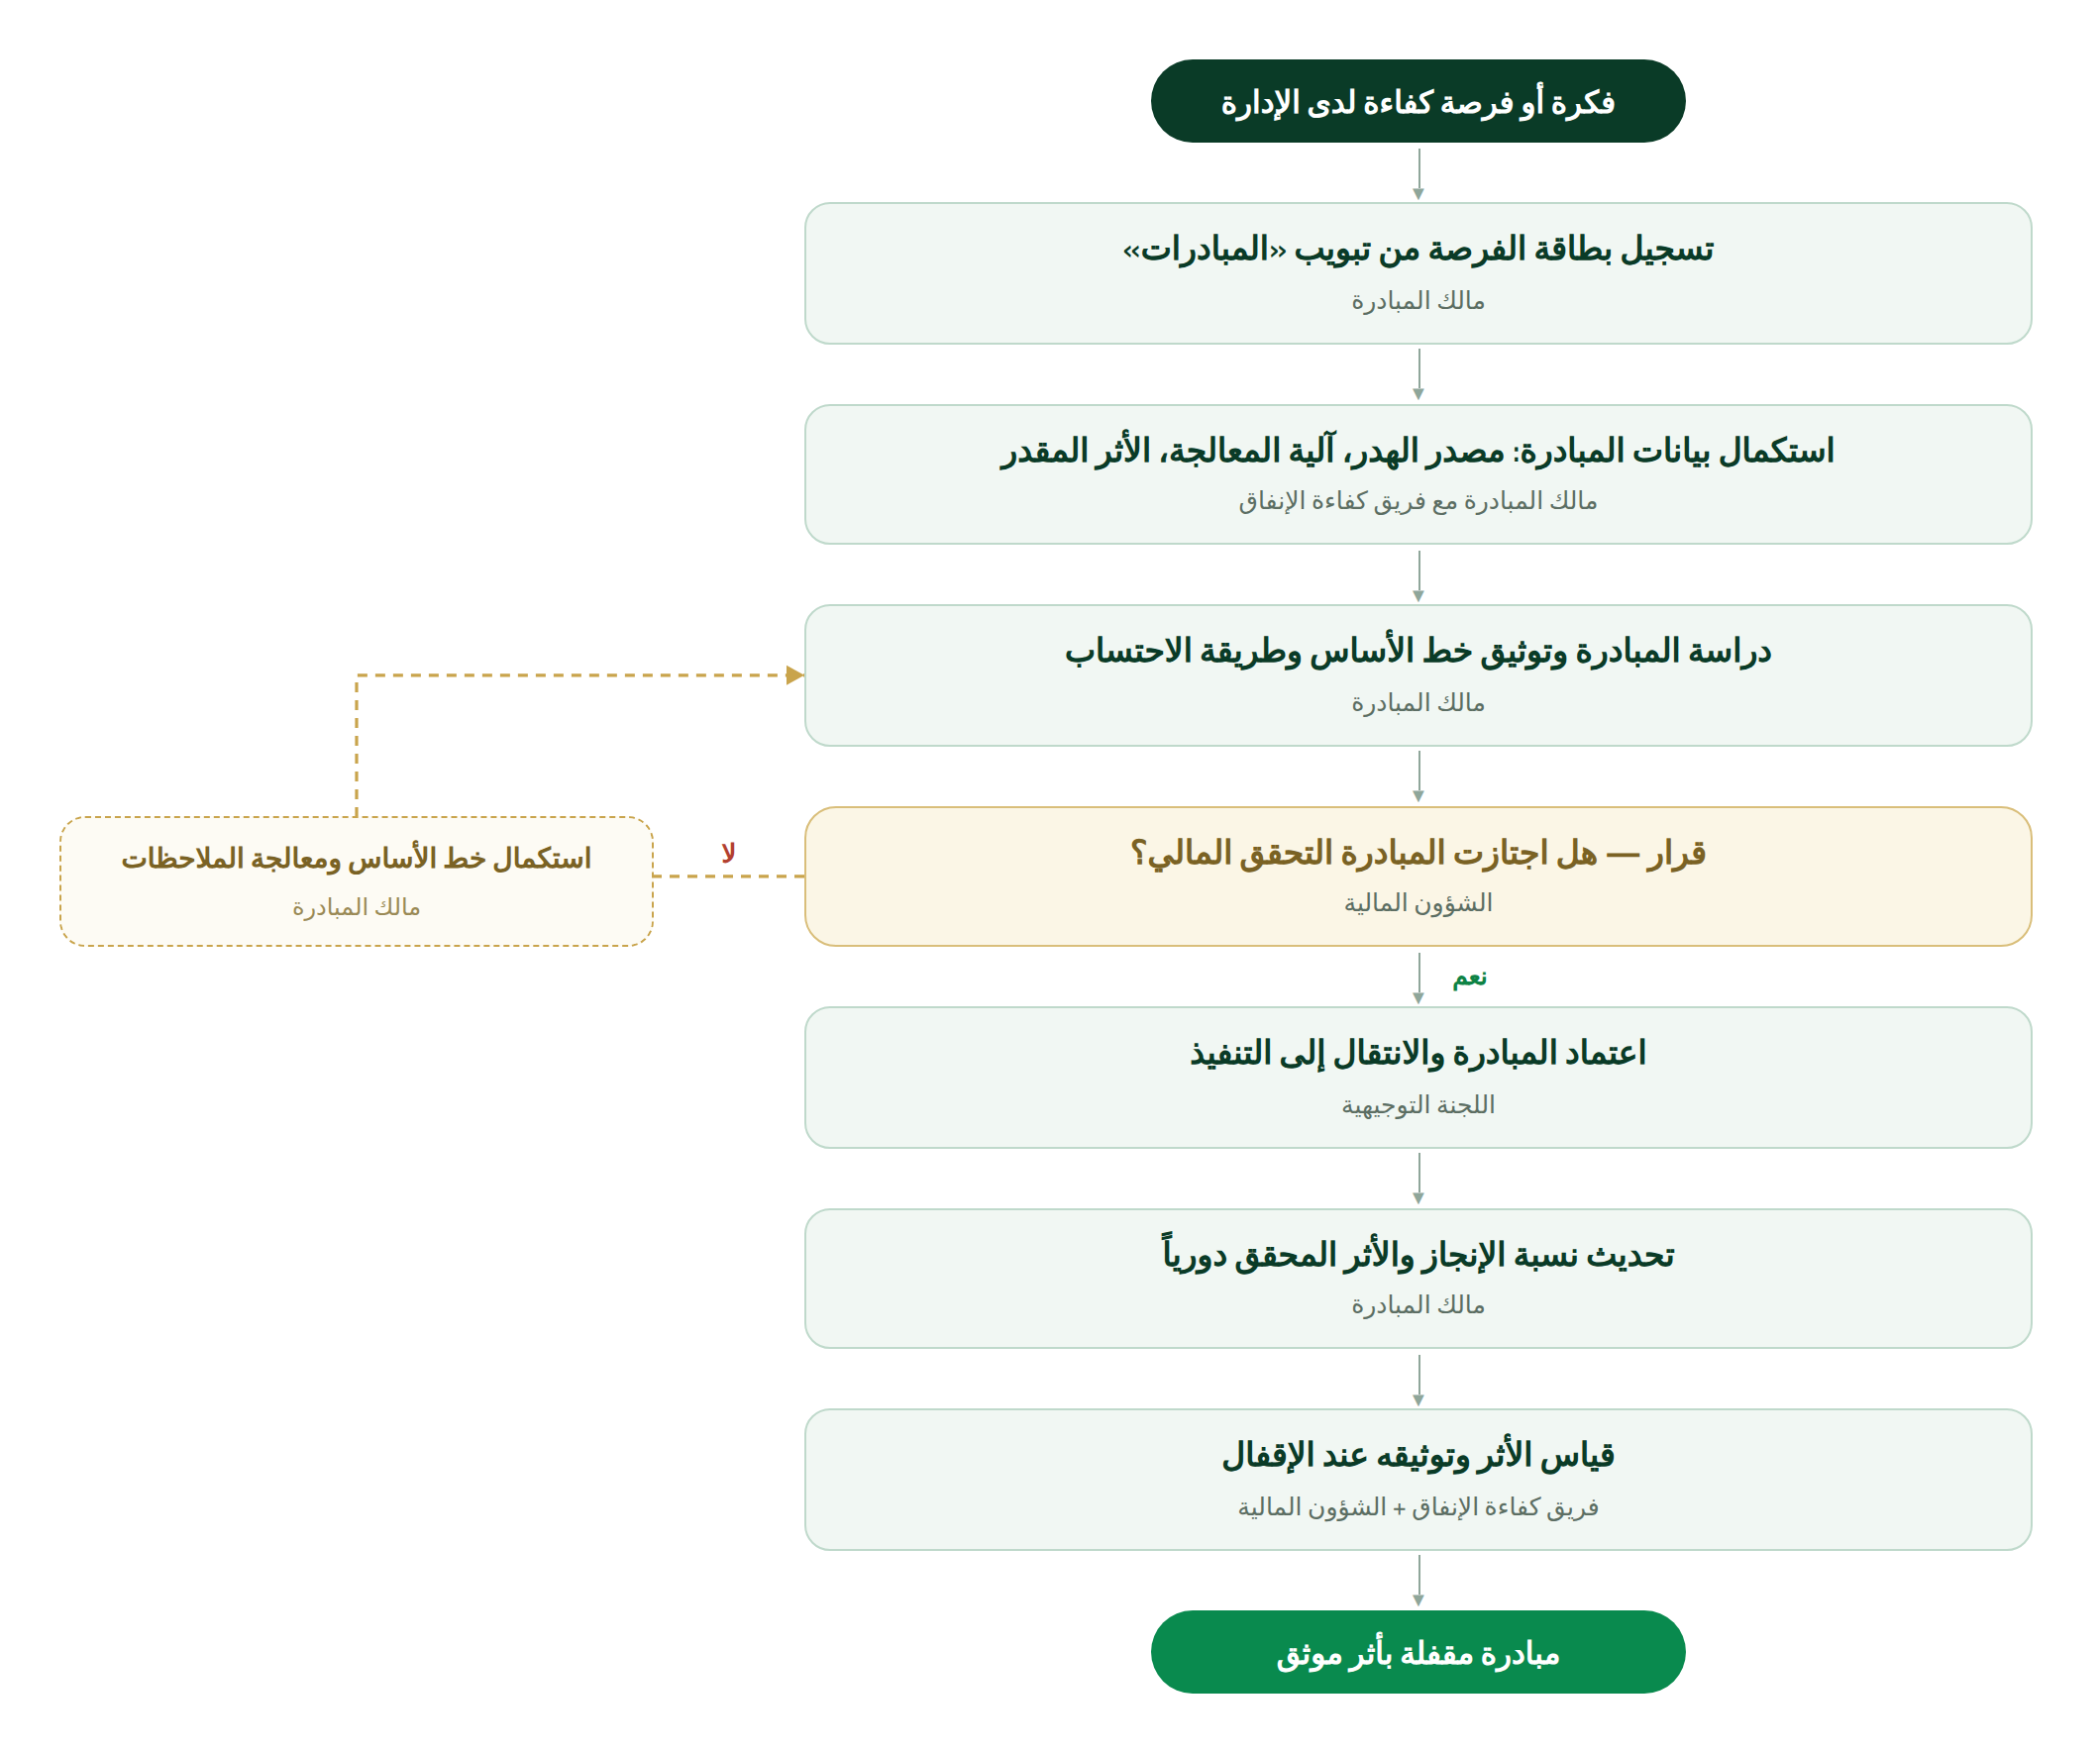 فكرة أو فرصة كفاءة لدى الإدارة
تسجيل بطاقة الفرصة من تبويب «المبادرات»
مالك المبادرة
استكمال بيانات المبادرة: مصدر الهدر، آلية المعالجة، الأثر المقدر
مالك المبادرة مع فريق كفاءة الإنفاق
دراسة المبادرة وتوثيق خط الأساس وطريقة الاحتساب
مالك المبادرة
قرار — هل اجتازت المبادرة التحقق المالي؟
الشؤون المالية
لا
استكمال خط الأساس ومعالجة الملاحظات
مالك المبادرة
نعم
اعتماد المبادرة والانتقال إلى التنفيذ
اللجنة التوجيهية
تحديث نسبة الإنجاز والأثر المحقق دورياً
مالك المبادرة
قياس الأثر وتوثيقه عند الإقفال
فريق كفاءة الإنفاق + الشؤون المالية
مبادرة مقفلة بأثر موثق